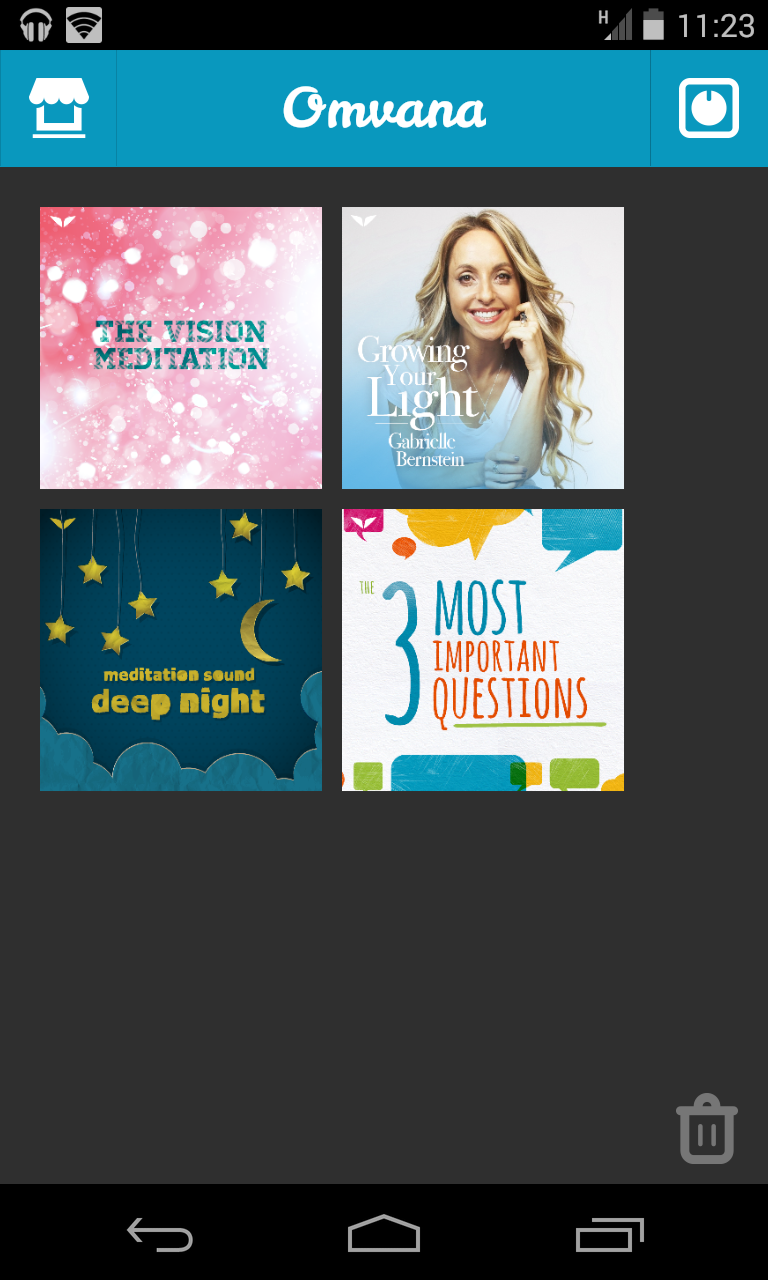 H 11:23
Omvana
THE VISION
MEDITATION
Growing
Your
Light
Gabrielle
Bernstein
meditation sound
deep night
THE
3 MOST
IMPORTANT
QUESTIONS